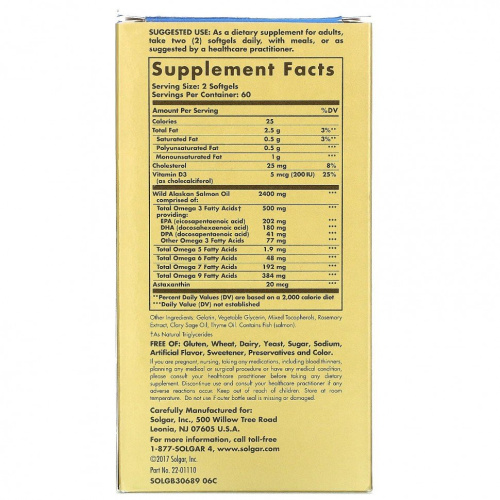 SUGGESTED USE: As a dietary supplement for adults,
take two (2) softgels daily, with meals, or as
suggested by a healthcare practitioner.
Supplement Facts
Serving Size: 2 Softgels
Servings Per Container: 60
Amount Per Serving %DV
Calories 25
Total Fat 2.5 g 3%**
Saturated Fat 0.5 g 3%**
Polyunsaturated Fat 0.5 g ***
Monounsaturated Fat 1 g ***
Cholesterol 25 mg 8%
Vitamin D3 5 mcg (200 IU) 25%
(as cholecalciferol)
Wild Alaskan Salmon Oil 2400 mg ***
comprised of:
Total Omega 3 Fatty Acids† 500 mg ***
providing:
EPA (eicosapentaenoic acid) 202 mg ***
DHA (docosahexaenoic acid) 180 mg ***
DPA (docosapentaenoic acid) 41 mg ***
Other Omega 3 Fatty Acids 77 mg ***
Total Omega 5 Fatty Acids 1.9 mg ***
Total Omega 6 Fatty Acids 48 mg ***
Total Omega 7 Fatty Acids 192 mg ***
Total Omega 9 Fatty Acids 384 mg ***
Astaxanthin 20 mcg ***
**Percent Daily Values (DV) are based on a 2,000 calorie diet
***Daily Value (DV) not established
Other Ingredients: Gelatin, Vegetable Glycerin, Mixed Tocopherols, Rosemary
Extract, Clary Sage Oil, Thyme Oil. Contains Fish (salmon).
†As Natural Triglycerides
FREE OF: Gluten, Wheat, Dairy, Yeast, Sugar, Sodium,
Artificial Flavor, Sweetener, Preservatives and Color.
If you are pregnant, nursing, taking any medications, including blood thinners,
planning any medical or surgical procedure or have any medical condition,
please consult your healthcare practitioner before taking any dietary
supplement. Discontinue use and consult your healthcare practitioner if any
adverse reactions occur. Keep out of reach of children. Store at room
temperature. Do not use if outer bottle seal is missing or damaged.
Carefully Manufactured for:
Solgar, Inc., 500 Willow Tree Road
Leonia, NJ 07605 U.S.A.
For more information, call toll-free
1-877-SOLGAR 4, www.solgar.com
©2017 Solgar, Inc.
Part No. 22-01110
SOLGB30689 06C